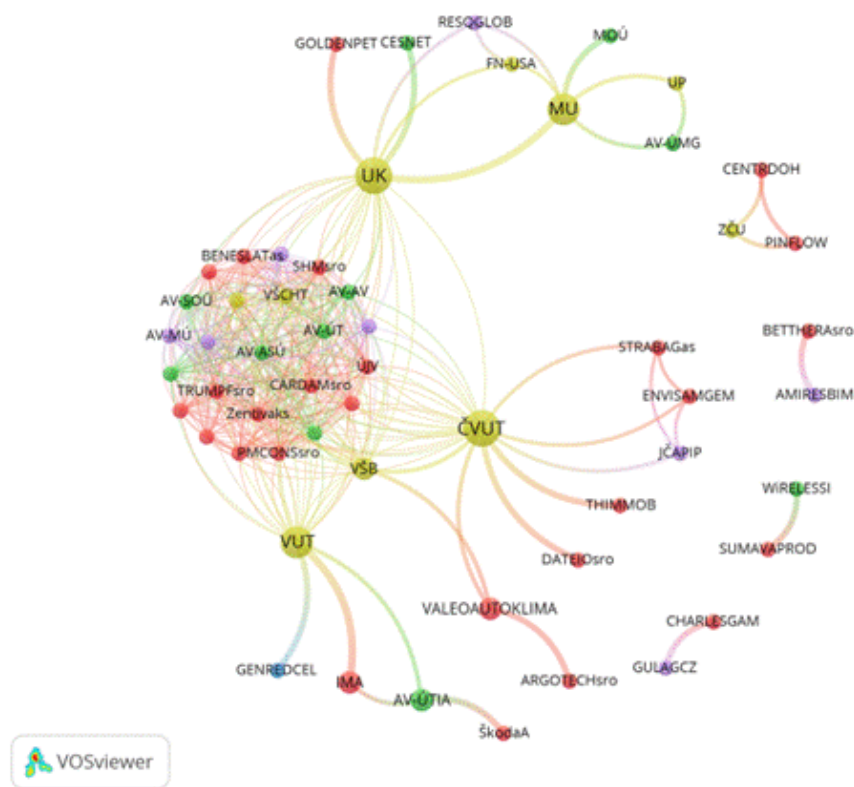 RESOGLOB
MOÚ
GOLDENPET
CESNET
FN-USA
UP
MU
AV-ÚMG
CENTRDOH
UK
ZČU
PINFLOW
BENESLATas
SHMsro
AV-SOÚ
VŠCHT
AV-AV
AV-MÚ
AV-ÚT
BETTHERAsro
AV-ASÚ
STRABAGas
ÚJV
TRUMPFsro
CARDAMsro
ENVISAMGEM
AMIRESBIM
Zentivaks
ČVUT
PMCONSsro
JČAPIP
VŠB
WiRELESSI
THIMMOB
VUT
SUMAVAPROD
DATEIOsro
VALEOAUTOKLIMA
CHARLESGAM
GENREDCEL
GULAGCZ
IMA
ARGOTECHsro
AV-ÚTIA
ŠkodaA
VOSviewer